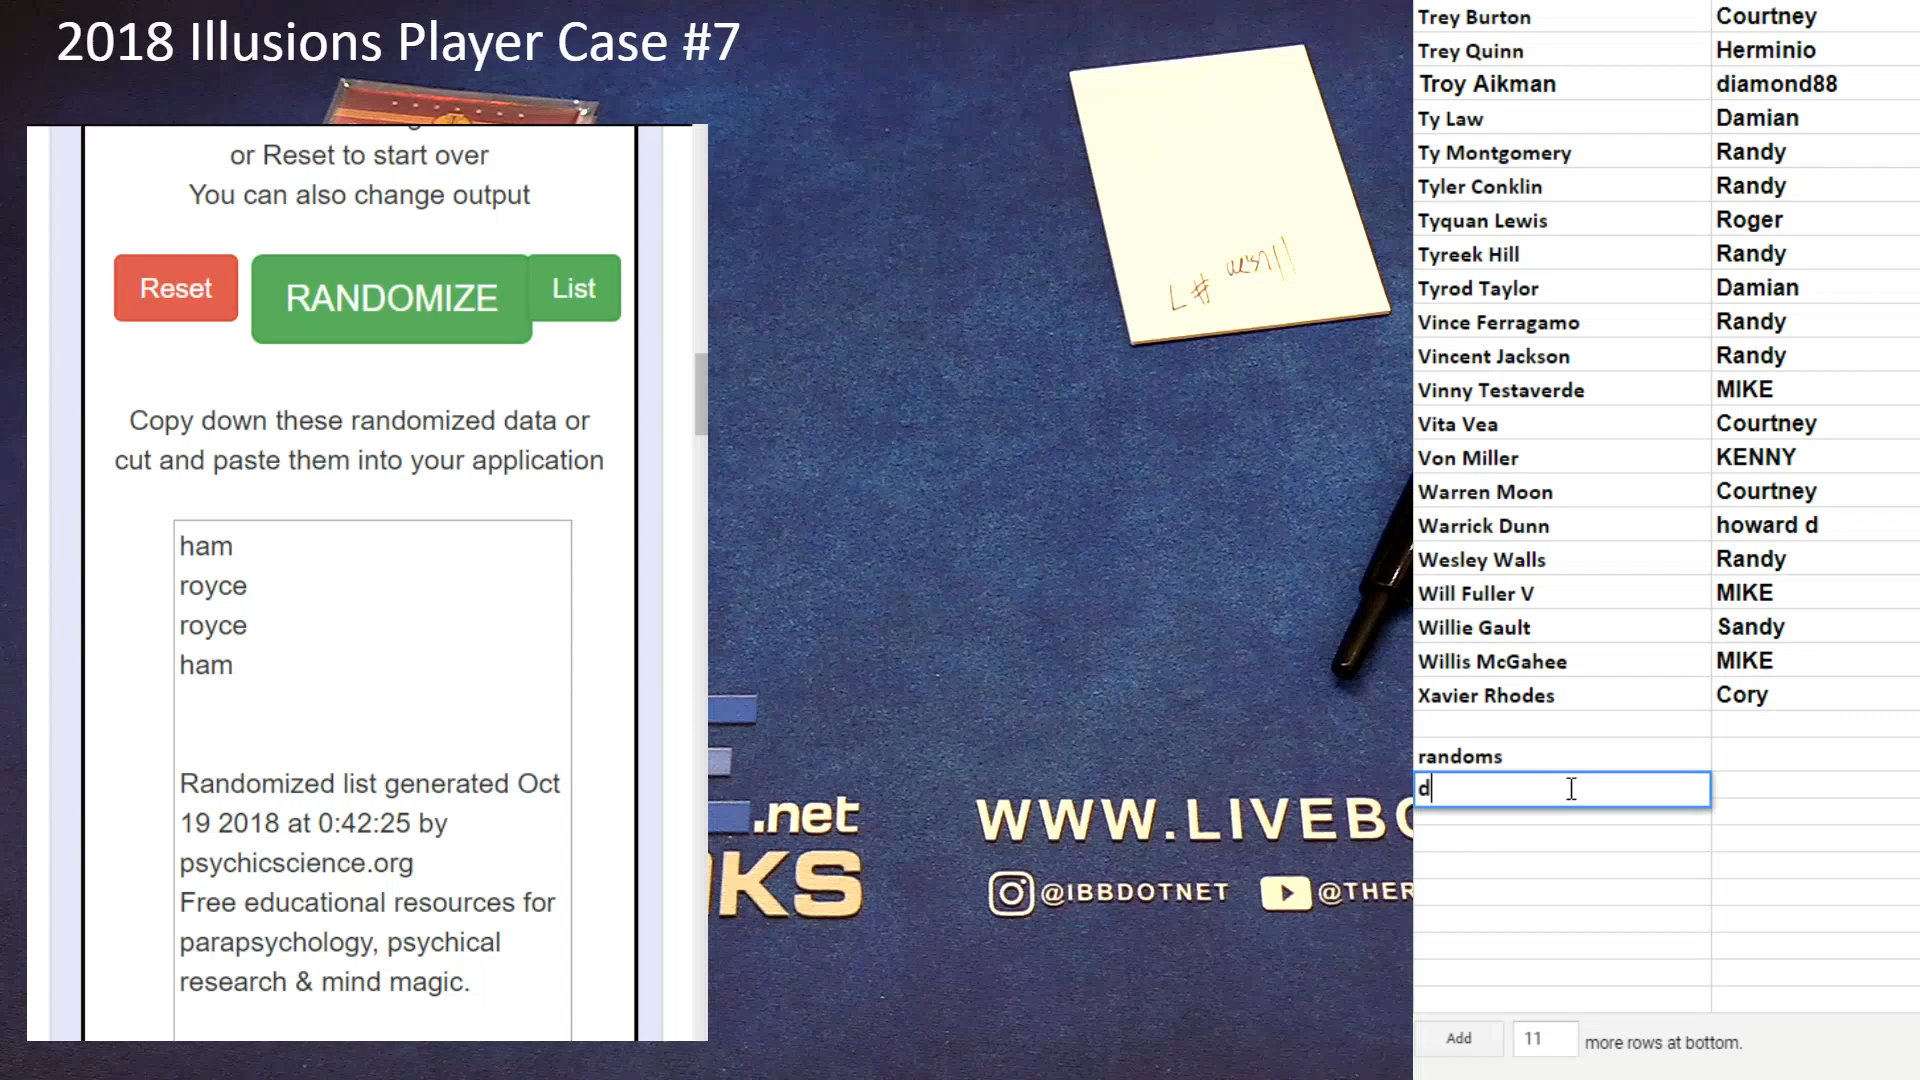 2018 Illusions Player Case #7
or Reset to start over
You can also change output
Reset
RANDOMIZE
List
Copy down these randomized data or
cut and paste them into your application
ham
royce
royce
ham
Randomized list generated Oct
19 2018 at 0:42:25 by
psychicscience.org
Free educational resources for
parapsychology, psychical
research & mind magic.
.net
KS
WWW.LIVEB
@IBBDOTNET
@THER
Trey Burton Courtney
Trey Quinn Herminio
Troy Aikman diamond88
Ty Law Damian
Ty Montgomery Randy
Tyler Conklin Randy
Tyquan Lewis Roger
Tyreek Hill Randy
Tyrod Taylor Damian
Vince Ferragamo Randy
Vincent Jackson Randy
Vinny Testaverde MIKE
Vita Vea Courtney
Von Miller KENNY
Warren Moon Courtney
Warrick Dunn howard d
Wesley Walls Randy
Will Fuller V MIKE
Willie Gault Sandy
Willis McGahee MIKE
Xavier Rhodes Cory
randoms
d
Add 11 more rows at bottom.